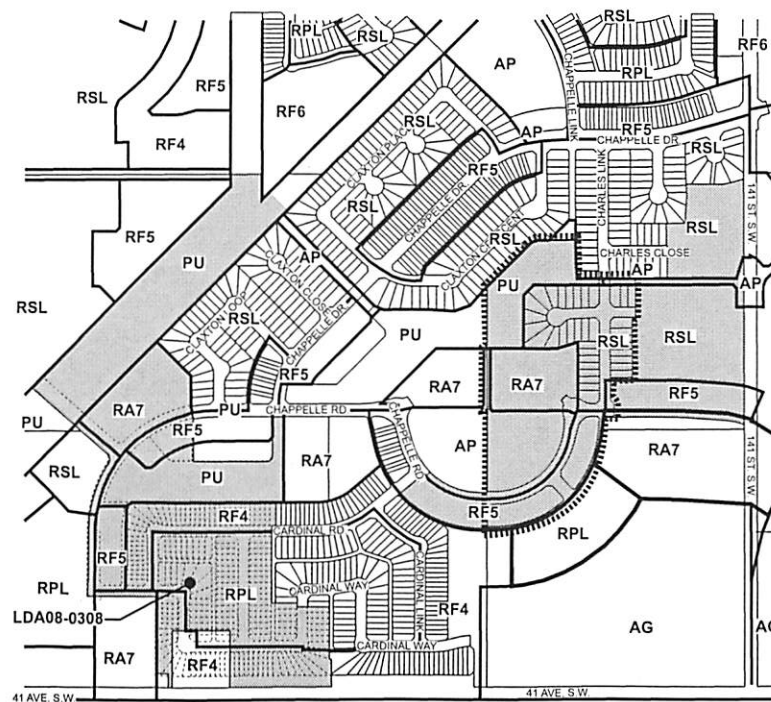 RSL
RPL
RSL
RF6
RSL
RF5
AP
RPL
RF6
RF4
RSL
AP
CHAPPELLE LINK
RF5
CHAPPELLE DR
CLAXTON PLACE
RF5
RSL
141 ST. S.W
RSL
CHAPPELLE DR
CLAXTON CRESCENT
CHARLES LINK
RSL
RF5
PU
AP
RSL
CHARLES CLOSE
AP
AP
RSL
CLAXTON LOOP
CLAXTON CLOSE
RSL
CHAPPELLE DR
PU
PU
RSL
RSL
RF5
RA7
RA7
RA7
RF5
PU
PU
CHAPPELLE RD
RF5
RSL
PU
RA7
CHAPPELLE RD
AP
RA7
141 ST. S.W
RF5
RF4
RF5
RPL
CARDINAL RD
RPL
RPL
CARDINAL WAY
CARDINAL LINK
RF4
LDA08-0308
AG
RA7
RF4
CARDINAL WAY
41 AVE. S.W
41 AVE. S.W.